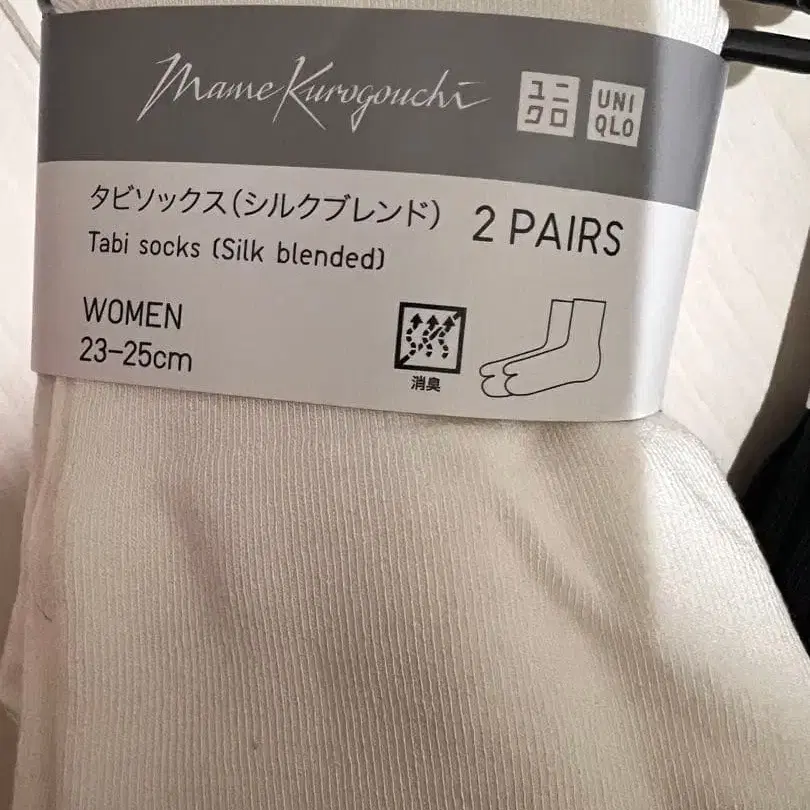 Mame Kurogouchi
ユニ
クロ
UNI
QLO
タビソックス(シルクブレンド) 2 PAIRS
Tabi socks (Silk blended)
WOMEN
23-25cm
消臭